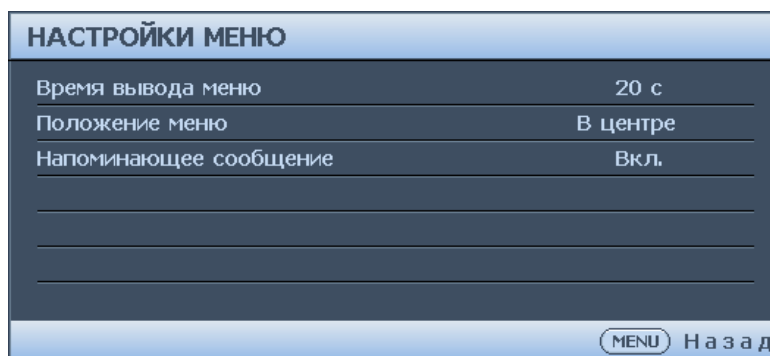 НАСТРОЙКИ МЕНЮ
Время вывода меню 20 с
Положение меню В центре
Напоминающее сообщение Вкл.
MENU Назад